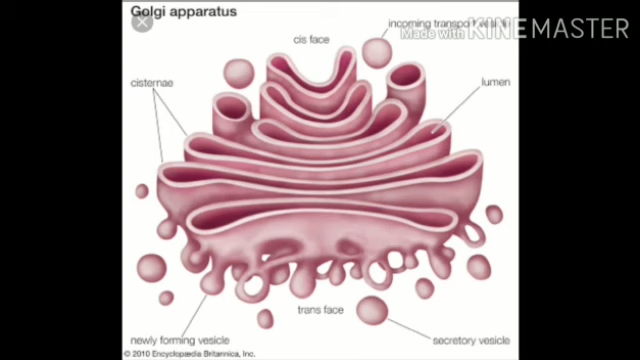 Golgi apparatus
incoming transport vesicle
Made with KINEMASTER
cis face
cisternae
lumen
trans face
newly forming vesicle
secretory vesicle
© 2010 Encyclopædia Britannica, Inc.